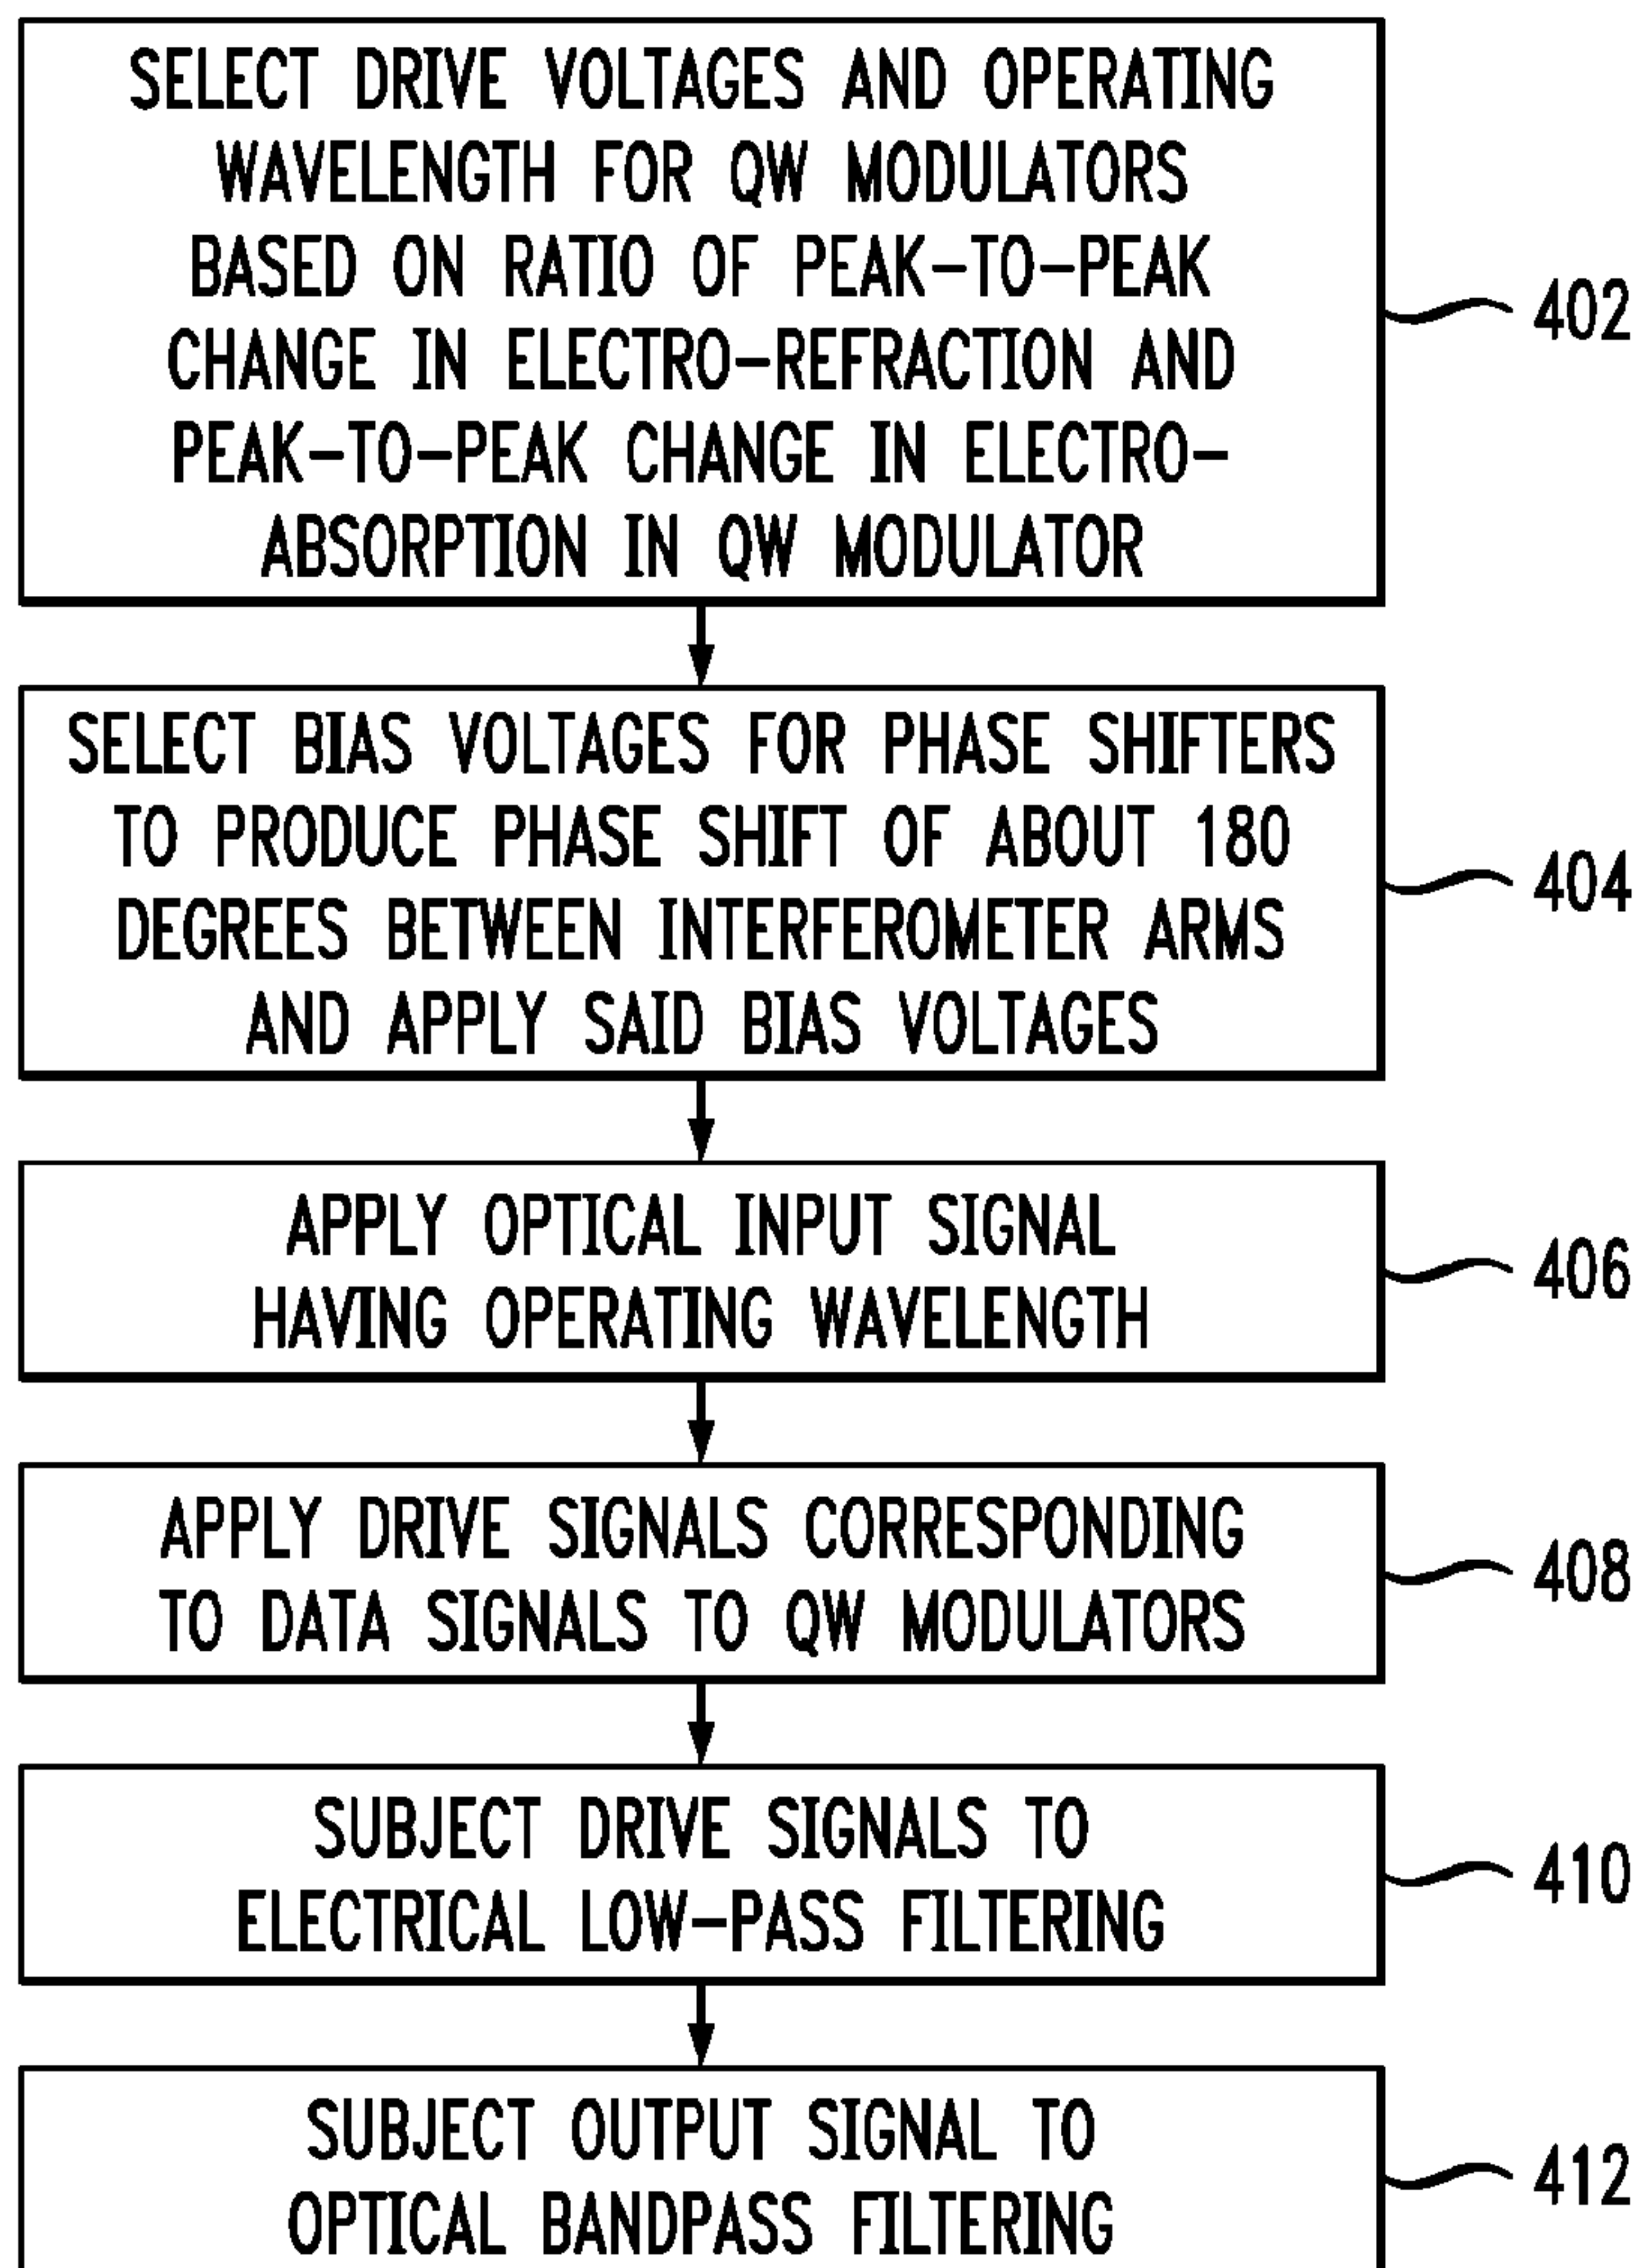 SELECT DRIVE VOLTAGES AND OPERATING
WAVELENGTH FOR QW MODULATORS
BASED ON RATIO OF PEAK-TO-PEAK
CHANGE IN ELECTRO-REFRACTION AND
PEAK-TO-PEAK CHANGE IN ELECTRO-
ABSORPTION IN QW MODULATOR
402
SELECT BIAS VOLTAGES FOR PHASE SHIFTERS
TO PRODUCE PHASE SHIFT OF ABOUT 180
DEGREES BETWEEN INTERFEROMETER ARMS
AND APPLY SAID BIAS VOLTAGES
404
APPLY OPTICAL INPUT SIGNAL
HAVING OPERATING WAVELENGTH
406
APPLY DRIVE SIGNALS CORRESPONDING
TO DATA SIGNALS TO QW MODULATORS
408
SUBJECT DRIVE SIGNALS TO
ELECTRICAL LOW-PASS FILTERING
410
SUBJECT OUTPUT SIGNAL TO
OPTICAL BANDPASS FILTERING
412